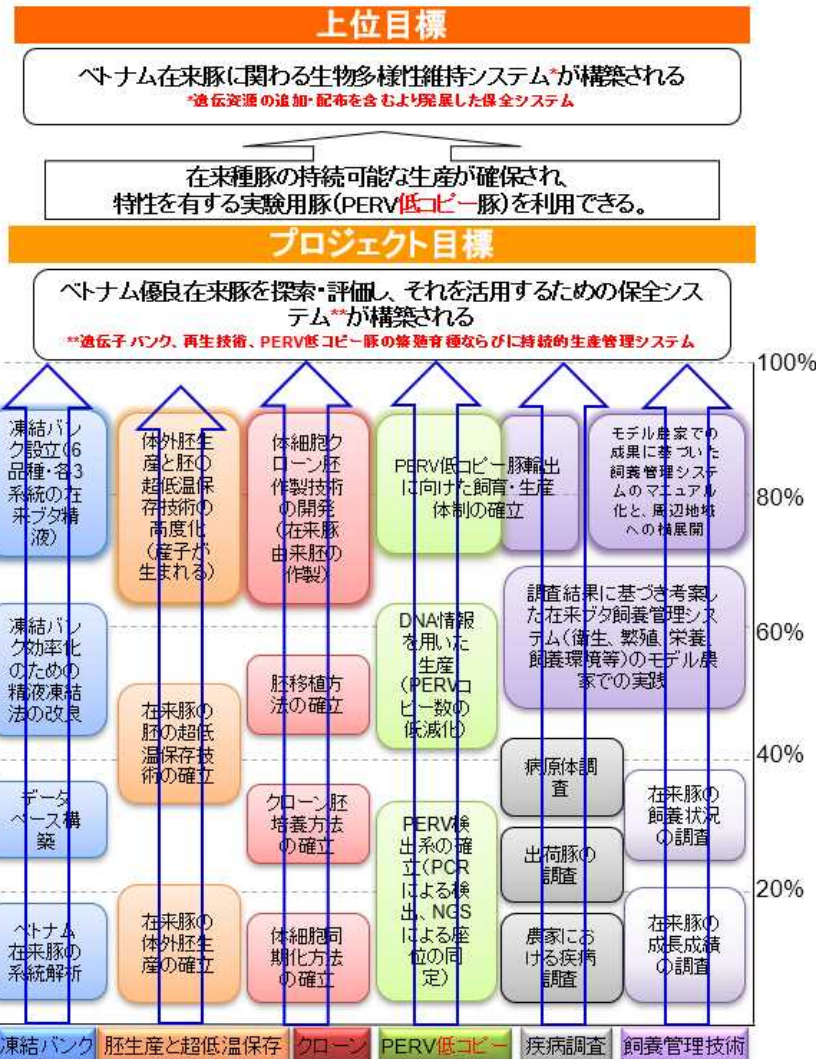 上位目標
ベトナム在来豚に関わる生物多様性維持システム*が構築される
*遺伝資源の追加・配布を含むより発展した保全システム
在来種豚の持続可能な生産が確保され、
特性を有する実験用豚(PERV低コピー豚)を利用できる。
プロジェクト目標
ベトナム優良在来豚を探索・評価し、それを活用するための保全シス
テム**が構築される
**遺伝子バンク、再生技術、PERV低コピー豚の繁殖育種ならびに持続的生産管理システム
100%
80%
60%
40%
20%
凍結バン
ク設立(6
品種・各3
系統の在
来ブタ精
液)
凍結バン
ク効率化
のための
精液凍結
法の改良
データ
ベース構
築
ベトナム
在来豚の
系統解析
体外胚生
産と胚の
超低温保
存技術の
高度化
(産子が
生まれる)
在来豚の
胚の超低
温保存技
術の確立
在来豚の
体外胚生
産の確立
体細胞ク
ローン胚
作製技術
の開発
(在来豚
由来胚の
作製)
胚移植方
法の確立
クローン胚
培養方法
の確立
体細胞同
期化方法
の確立
PERV低コピー豚輸出
に向けた飼育・生産
体制の確立
DNA情報
を用いた
生産
(PERVコ
ピー数の
低減化)
PERV検
出系の確
立(PCR
による検
出、NGS
による座
位の同
定)
モデル農家での
成果に基づいた
飼養管理システ
ムのマニュアル
化と、周辺地域
への横展開
調査結果に基づき考案し
た在来ブタ飼養管理シス
テム(衛生、繁殖、栄養、
飼養環境等)のモデル農
家での実践
病原体調
査
出荷豚の
調査
農家にお
ける疾病
調査
在来豚の
飼養状況
の調査
在来豚の
成長成績
の調査
凍結バンク
胚生産と超低温保存
クローン
PERV低コピー
疾病調査
飼養管理技術